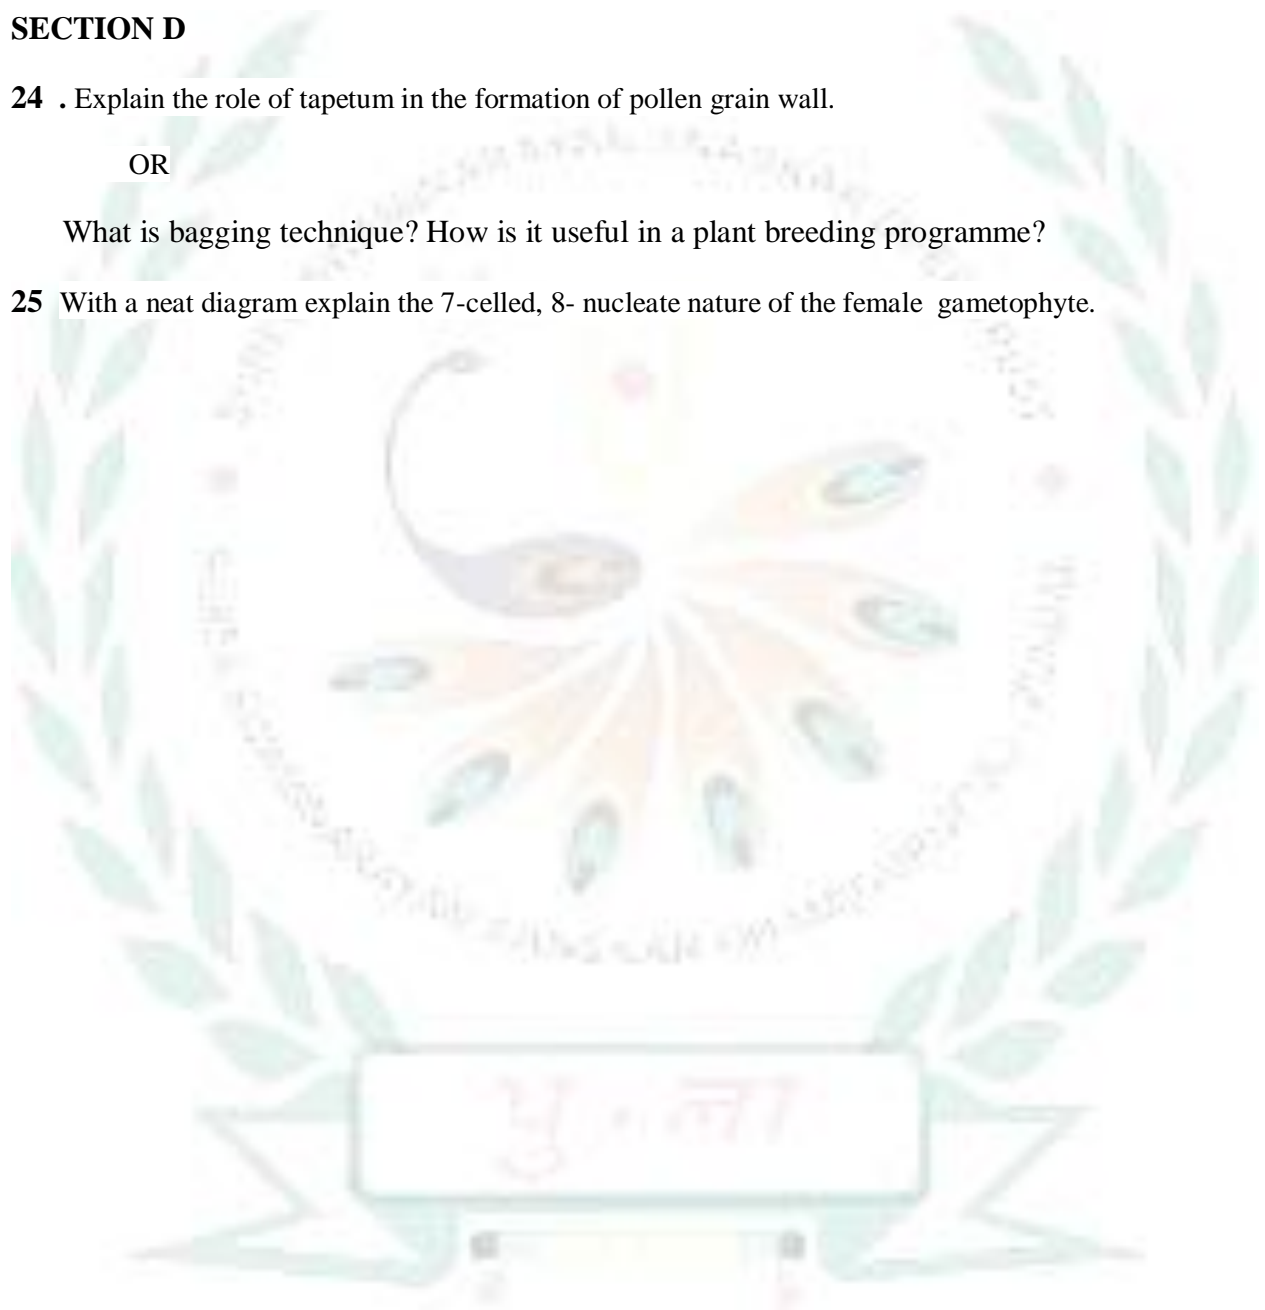 SECTION D
24 . Explain the role of tapetum in the formation of pollen grain wall.
OR
What is bagging technique? How is it useful in a plant breeding programme?
25 With a neat diagram explain the 7-celled, 8- nucleate nature of the female gametophyte.